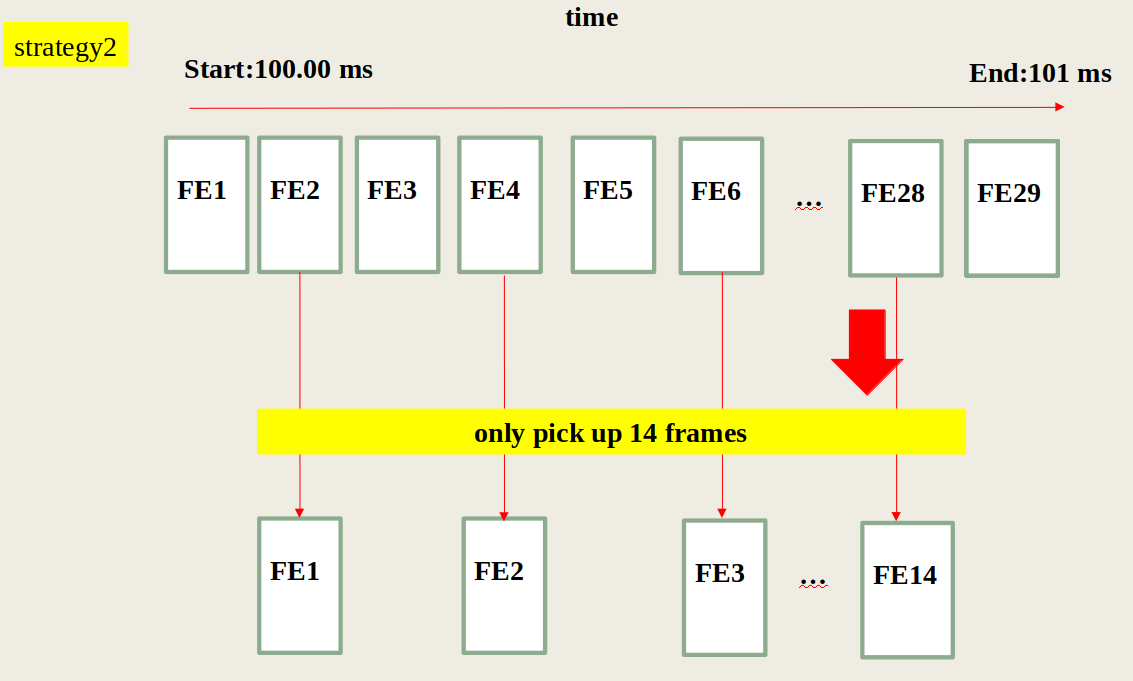 time
strategy2
Start:100.00 ms
End:101 ms
FE1 FE2 FE3 FE4 FE5 FE6 ... FE28 FE29
only pick up 14 frames
FE1 FE2 FE3 ... FE14